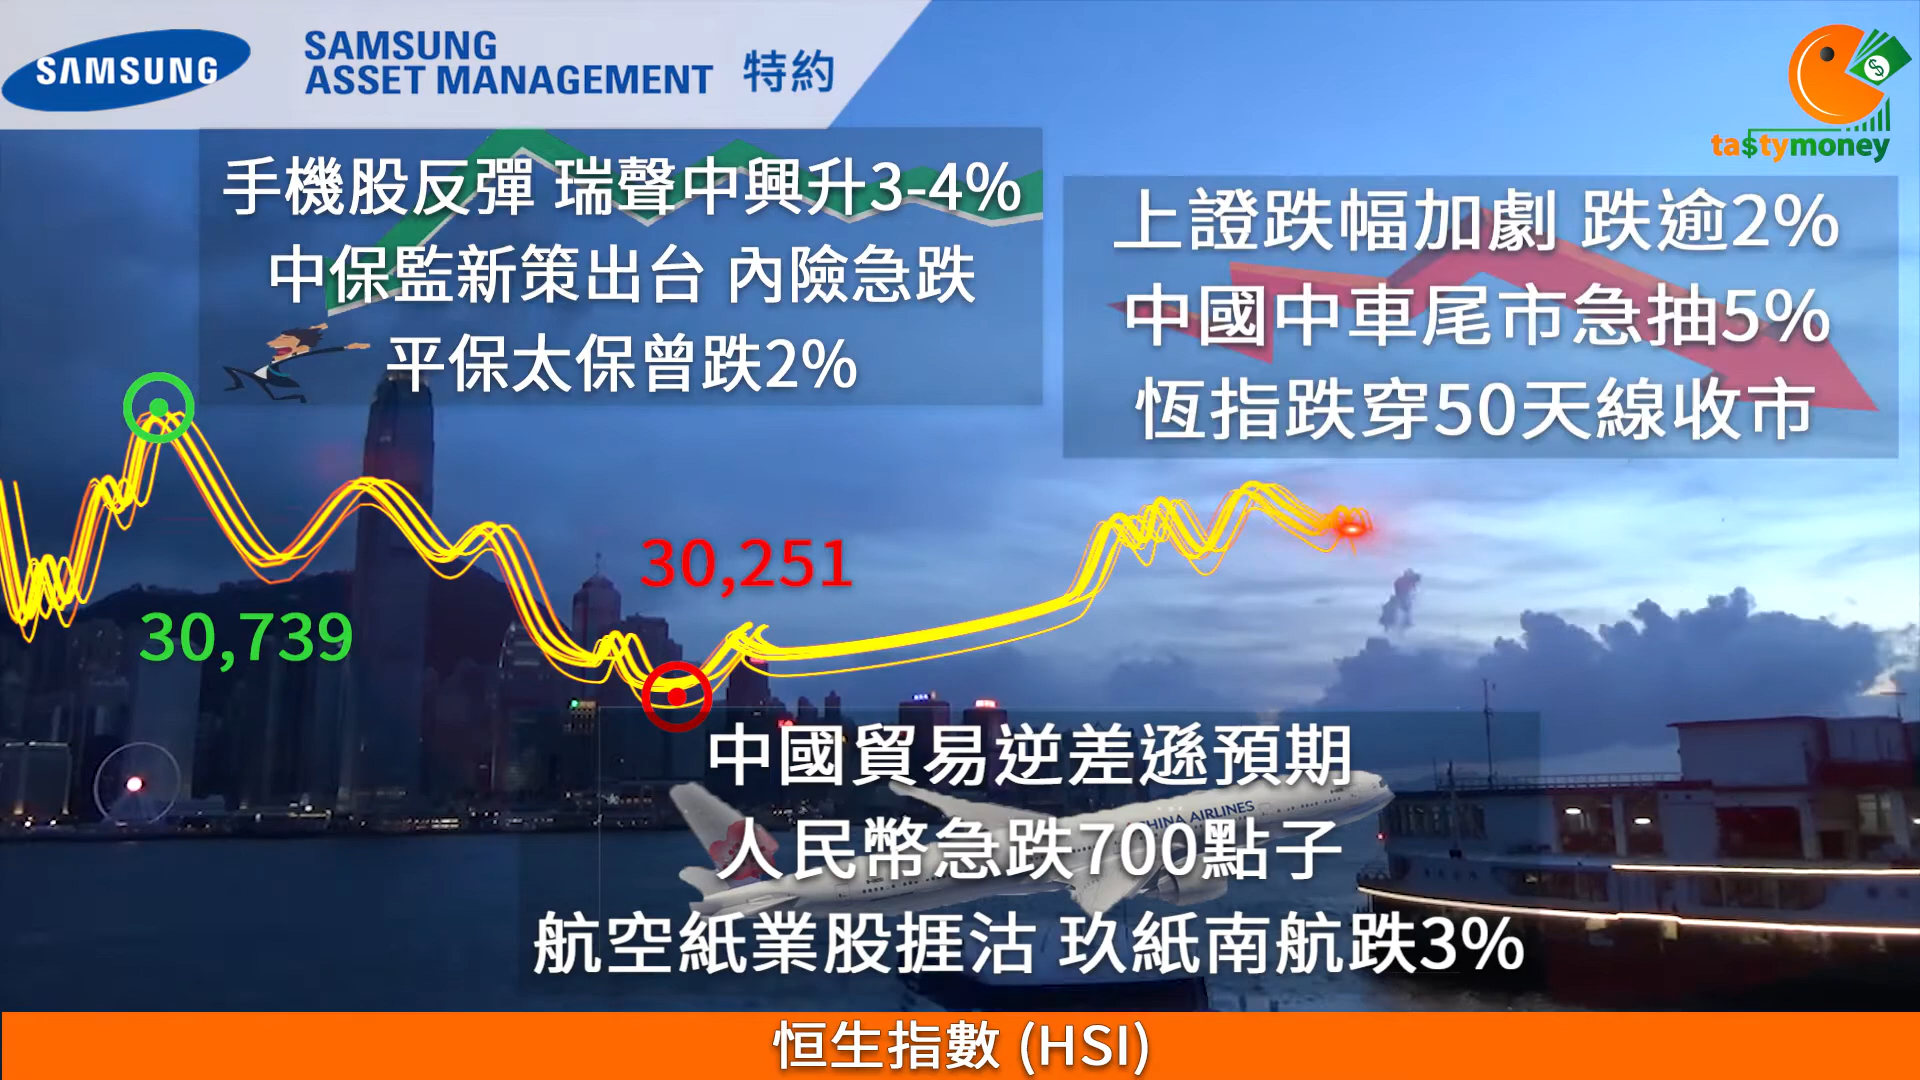 SAMSUNG
SAMSUNG
ASSET MANAGEMENT 特約
ta$tymoney
手機股反彈 瑞聲中興升3-4%
中保監新策出台 內險急跌
平保太保曾跌2%
上證跌幅加劇 跌逾2%
中國中車尾市急抽5%
恆指跌穿50天線收市
30,739
30,251
中國貿易逆差遜預期
CHINA AIRLINES
人民幣急跌700點子
航空紙業股捱沽 玖紙南航跌3%
恒生指數 (HSI)